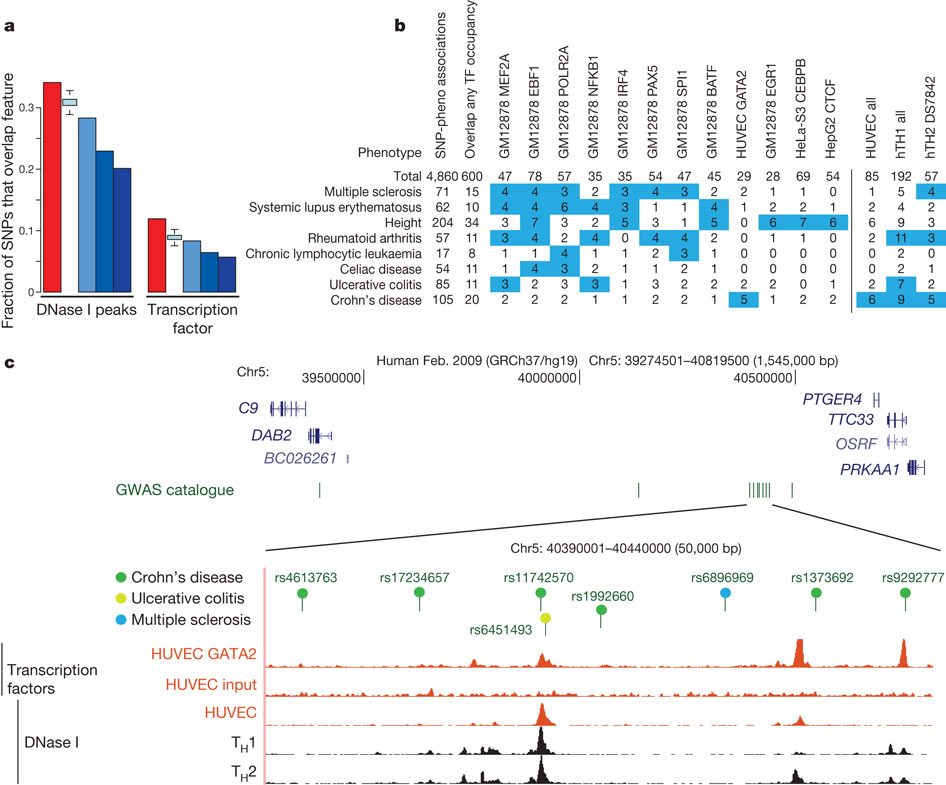 a
Fraction of SNPs that overlap feature
0.3
0.2
0.1
0
DNase I peaks
Transcription
factor
b
Phenotype
SNP-pheno associations
Overlap any TF occupancy
GM12878 MEF2A
GM12878 EBF1
GM12878 POLR2A
GM12878 NFKB1
GM12878 IRF4
GM12878 PAX5
GM12878 SPI1
GM12878 BATF
HUVEC GATA2
GM12878 EGR1
HeLa-S3 CEBPB
HepG2 CTCF
HUVEC all
hTH1 all
hTH2 DS7842
Total 4,860 600 47 78 57 35 35 54 47 45 29 28 69 54 85 192 57
Multiple sclerosis 71 15 4 4 3 2 3 4 3 2 2 1 1 0 1 5 4
Systemic lupus erythematosus 62 10 4 4 6 4 3 1 1 4 0 2 2 1 2 4 2
Height 204 34 3 7 3 2 5 3 1 5 0 6 7 6 6 9 3
Rheumatoid arthritis 57 11 3 4 2 4 0 4 4 2 0 1 1 0 2 11 3
Chronic lymphocytic leukaemia 17 8 1 1 4 1 1 2 3 1 0 0 0 0 0 2 0
Celiac disease 54 11 1 4 3 2 1 1 2 1 1 0 0 0 0 2 1
Ulcerative colitis 85 11 3 2 2 3 1 3 2 2 2 0 0 1 1 7 2
Crohn's disease 105 20 2 2 2 1 1 2 2 1 5 2 0 2 6 9 5
c
Human Feb. 2009 (GRCh37/hg19) Chr5: 39274501–40819500 (1,545,000 bp)
Chr5:
39500000 40000000 40500000
C9
DAB2
BC026261
PTGER4
TTC33
OSRF
PRKAA1
GWAS catalogue
Chr5: 40390001–40440000 (50,000 bp)
Crohn's disease
Ulcerative colitis
Multiple sclerosis
rs4613763 rs17234657 rs11742570 rs6896969 rs1373692 rs9292777
rs1992660
rs6451493
Transcription
factors
HUVEC GATA2
HUVEC input
DNase I
HUVEC
TH1
TH2